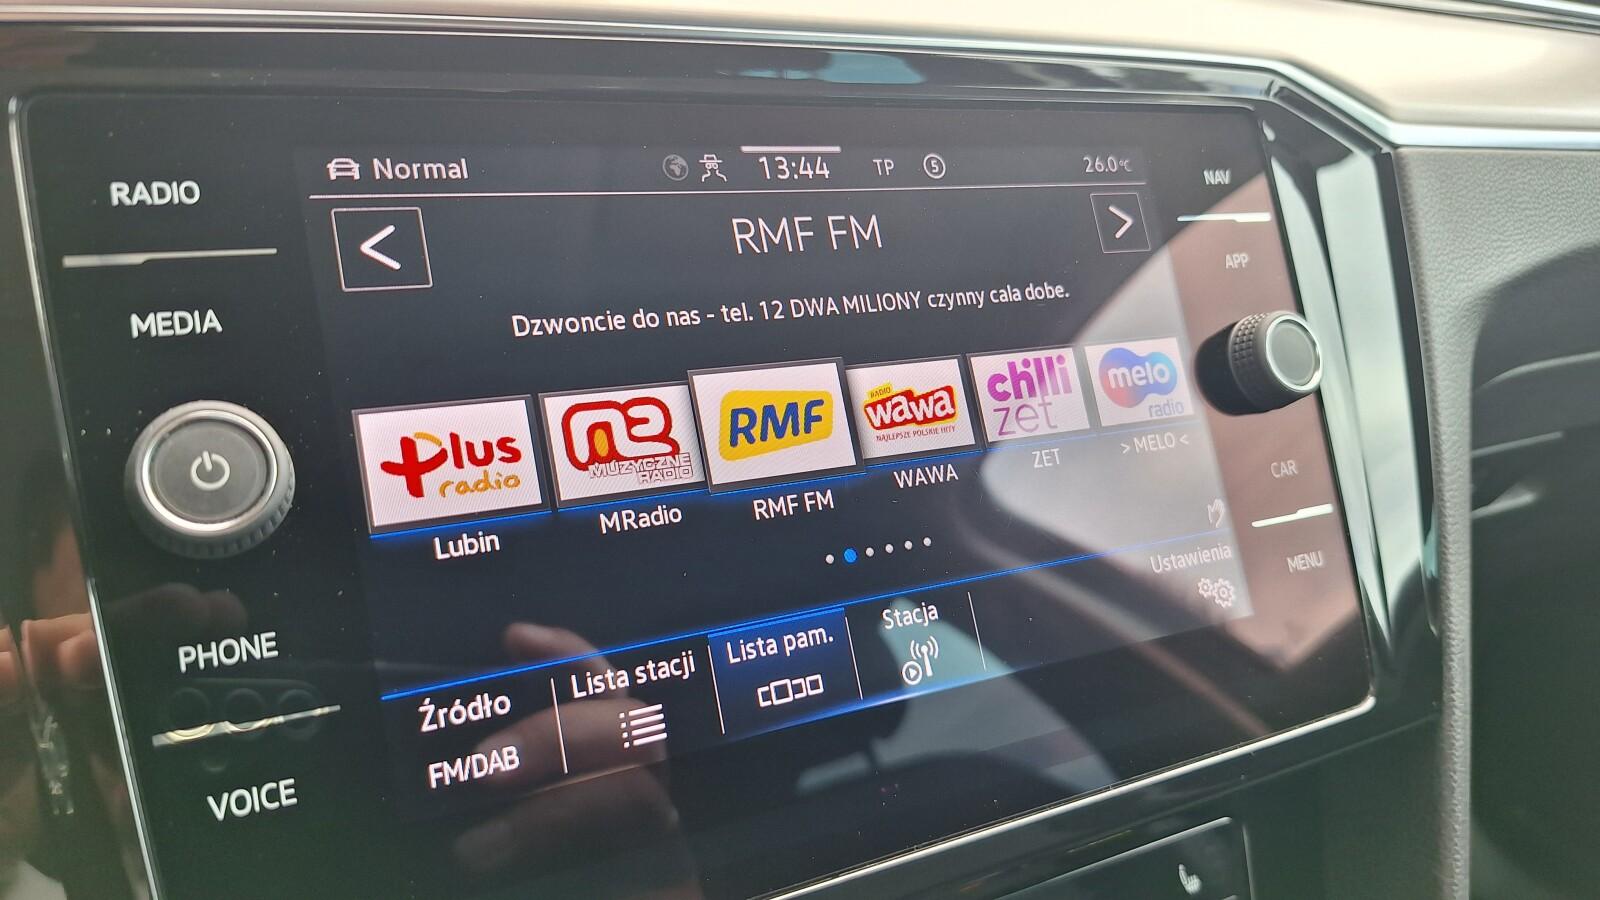 RADIO
MEDIA
PHONE
VOICE
Normal
13:44
TP
5
26.0°C
RMF FM
Dzwoncie do nas - tel. 12 DWA MILIONY czynny cala dobe.
plus
radio
Lubin
MUZYCZNE
RADIO
MRadio
RMF
RMF FM
RADIO
wawa
NAJLEPSZE POLSKIE HITY
WAWA
chilli
zet
ZET
melo
radio
> MELO <
Źródło
FM/DAB
Lista stacji
Lista pam.
Stacja
Ustawienia
NAV
APP
CAR
MENU